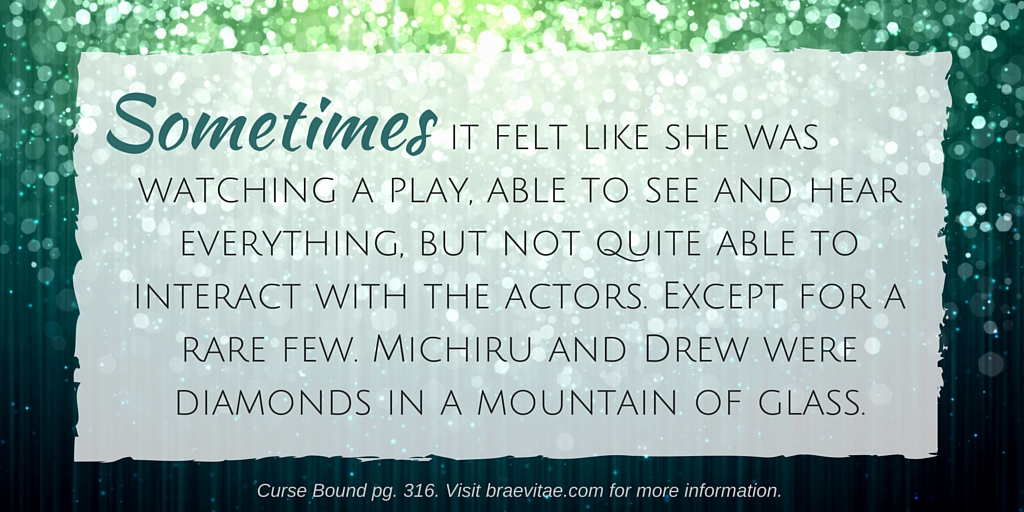 Sometimes IT FELT LIKE SHE WAS
WATCHING A PLAY, ABLE TO SEE AND HEAR
EVERYTHING, BUT NOT QUITE ABLE TO
INTERACT WITH THE ACTORS. EXCEPT FOR A
RARE FEW. MICHIRU AND DREW WERE
DIAMONDS IN A MOUNTAIN OF GLASS.
Curse Bound pg. 316. Visit braevitae.com for more information.